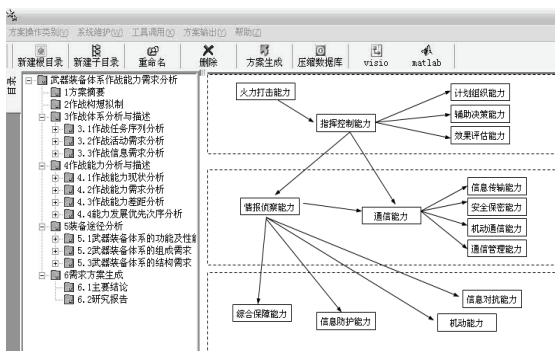 方案操作类别(Y) 系统维护(W) 工具调用(X) 方案输出(U) 帮助(Z)
新建根目录 新建子目录 重命名 删除 方案生成 压缩数据库 visio matlab
目录
武器装备体系作战能力需求分析
1方案摘要
2作战构想拟制
3作战体系分析与描述
3.1作战任务序列分析
3.2作战活动需求分析
3.3作战信息需求分析
4作战能力分析与描述
4.1作战能力现状分析
4.2作战能力需求分析
4.3作战能力差距分析
4.4能力发展优先次序分析
5装备途径分析
5.1武器装备体系的功能及性能
5.2武器装备体系的组成需求
5.3武器装备体系的结构需求
6需求方案生成
6.1主要结论
6.2研究报告
火力打击能力
指挥控制能力
计划组织能力
辅助决策能力
效果评估能力
情报侦察能力
通信能力
信息传输能力
安全保密能力
机动通信能力
通信管理能力
综合保障能力
信息防护能力
机动能力
信息对抗能力